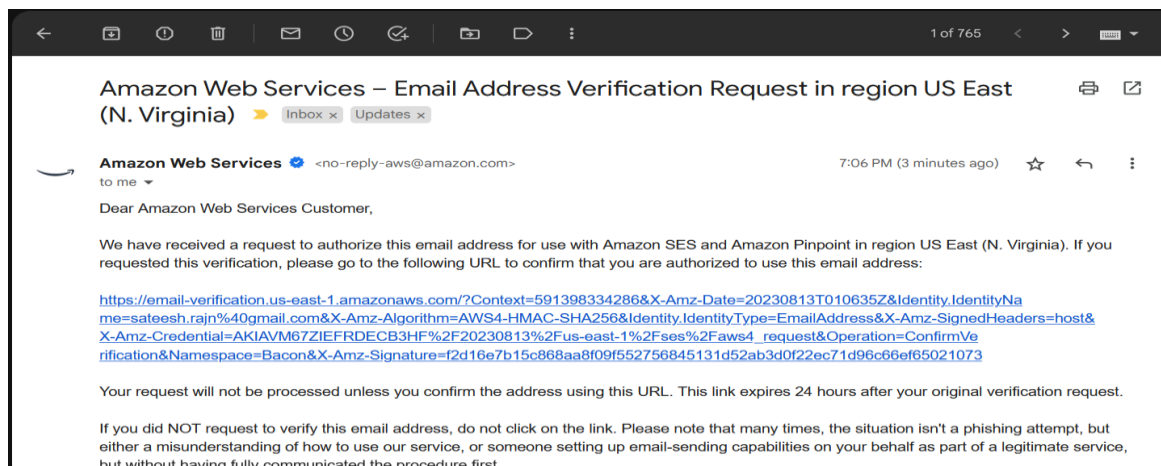 1 of 765
Amazon Web Services – Email Address Verification Request in region US East
(N. Virginia) Inbox × Updates ×
Amazon Web Services <no-reply-aws@amazon.com> 7:06 PM (3 minutes ago)
to me
Dear Amazon Web Services Customer,
We have received a request to authorize this email address for use with Amazon SES and Amazon Pinpoint in region US East (N. Virginia). If you
requested this verification, please go to the following URL to confirm that you are authorized to use this email address:
https://email-verification.us-east-1.amazonaws.com/?Context=591398334286&X-Amz-Date=20230813T010635Z&Identity.IdentityNa
me=sateesh.rajn%40gmail.com&X-Amz-Algorithm=AWS4-HMAC-SHA256&Identity.IdentityType=EmailAddress&X-Amz-SignedHeaders=host&
X-Amz-Credential=AKIAVM67ZIEFRDECB3HF%2F20230813%2Fus-east-1%2Fses%2Faws4_request&Operation=ConfirmVe
rification&Namespace=Bacon&X-Amz-Signature=f2d16e7b15c868aa8f09f552756845131d52ab3d0f22ec71d96c66ef65021073
Your request will not be processed unless you confirm the address using this URL. This link expires 24 hours after your original verification request.
If you did NOT request to verify this email address, do not click on the link. Please note that many times, the situation isn't a phishing attempt, but
either a misunderstanding of how to use our service, or someone setting up email-sending capabilities on your behalf as part of a legitimate service,
but without having fully communicated the procedure first.